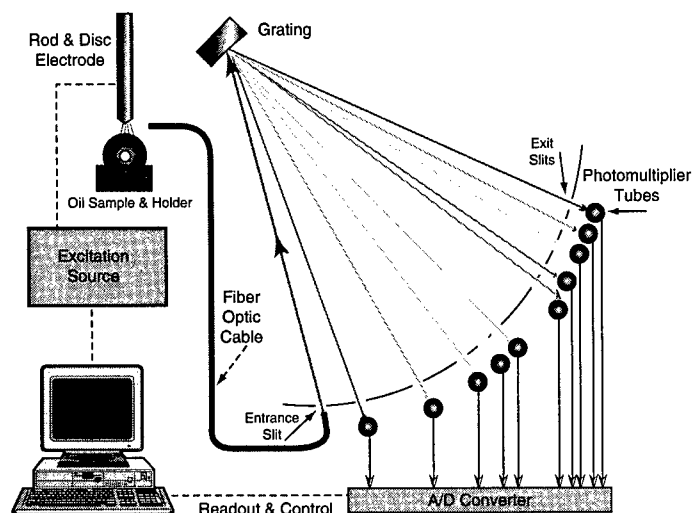 Rod & Disc
Electrode
Grating
Exit
Slits
Photomultiplier
Tubes
Oil Sample & Holder
Excitation
Source
Fiber
Optic
Cable
Entrance
Slit
A/D Converter
Readout & Control